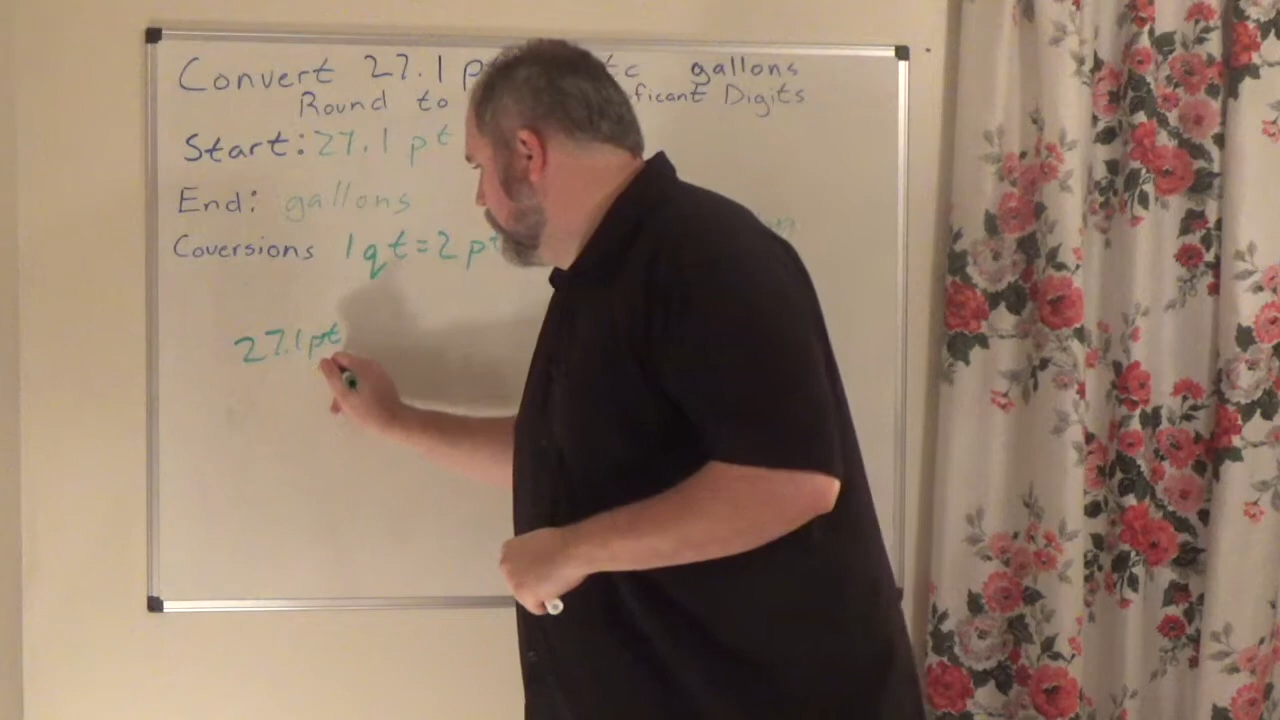 Convert 27.1 gallons
Round to Digits
Start: 27.1 pt
End: gallons
Coversions 1 qt = 2 pt
27.1 pt